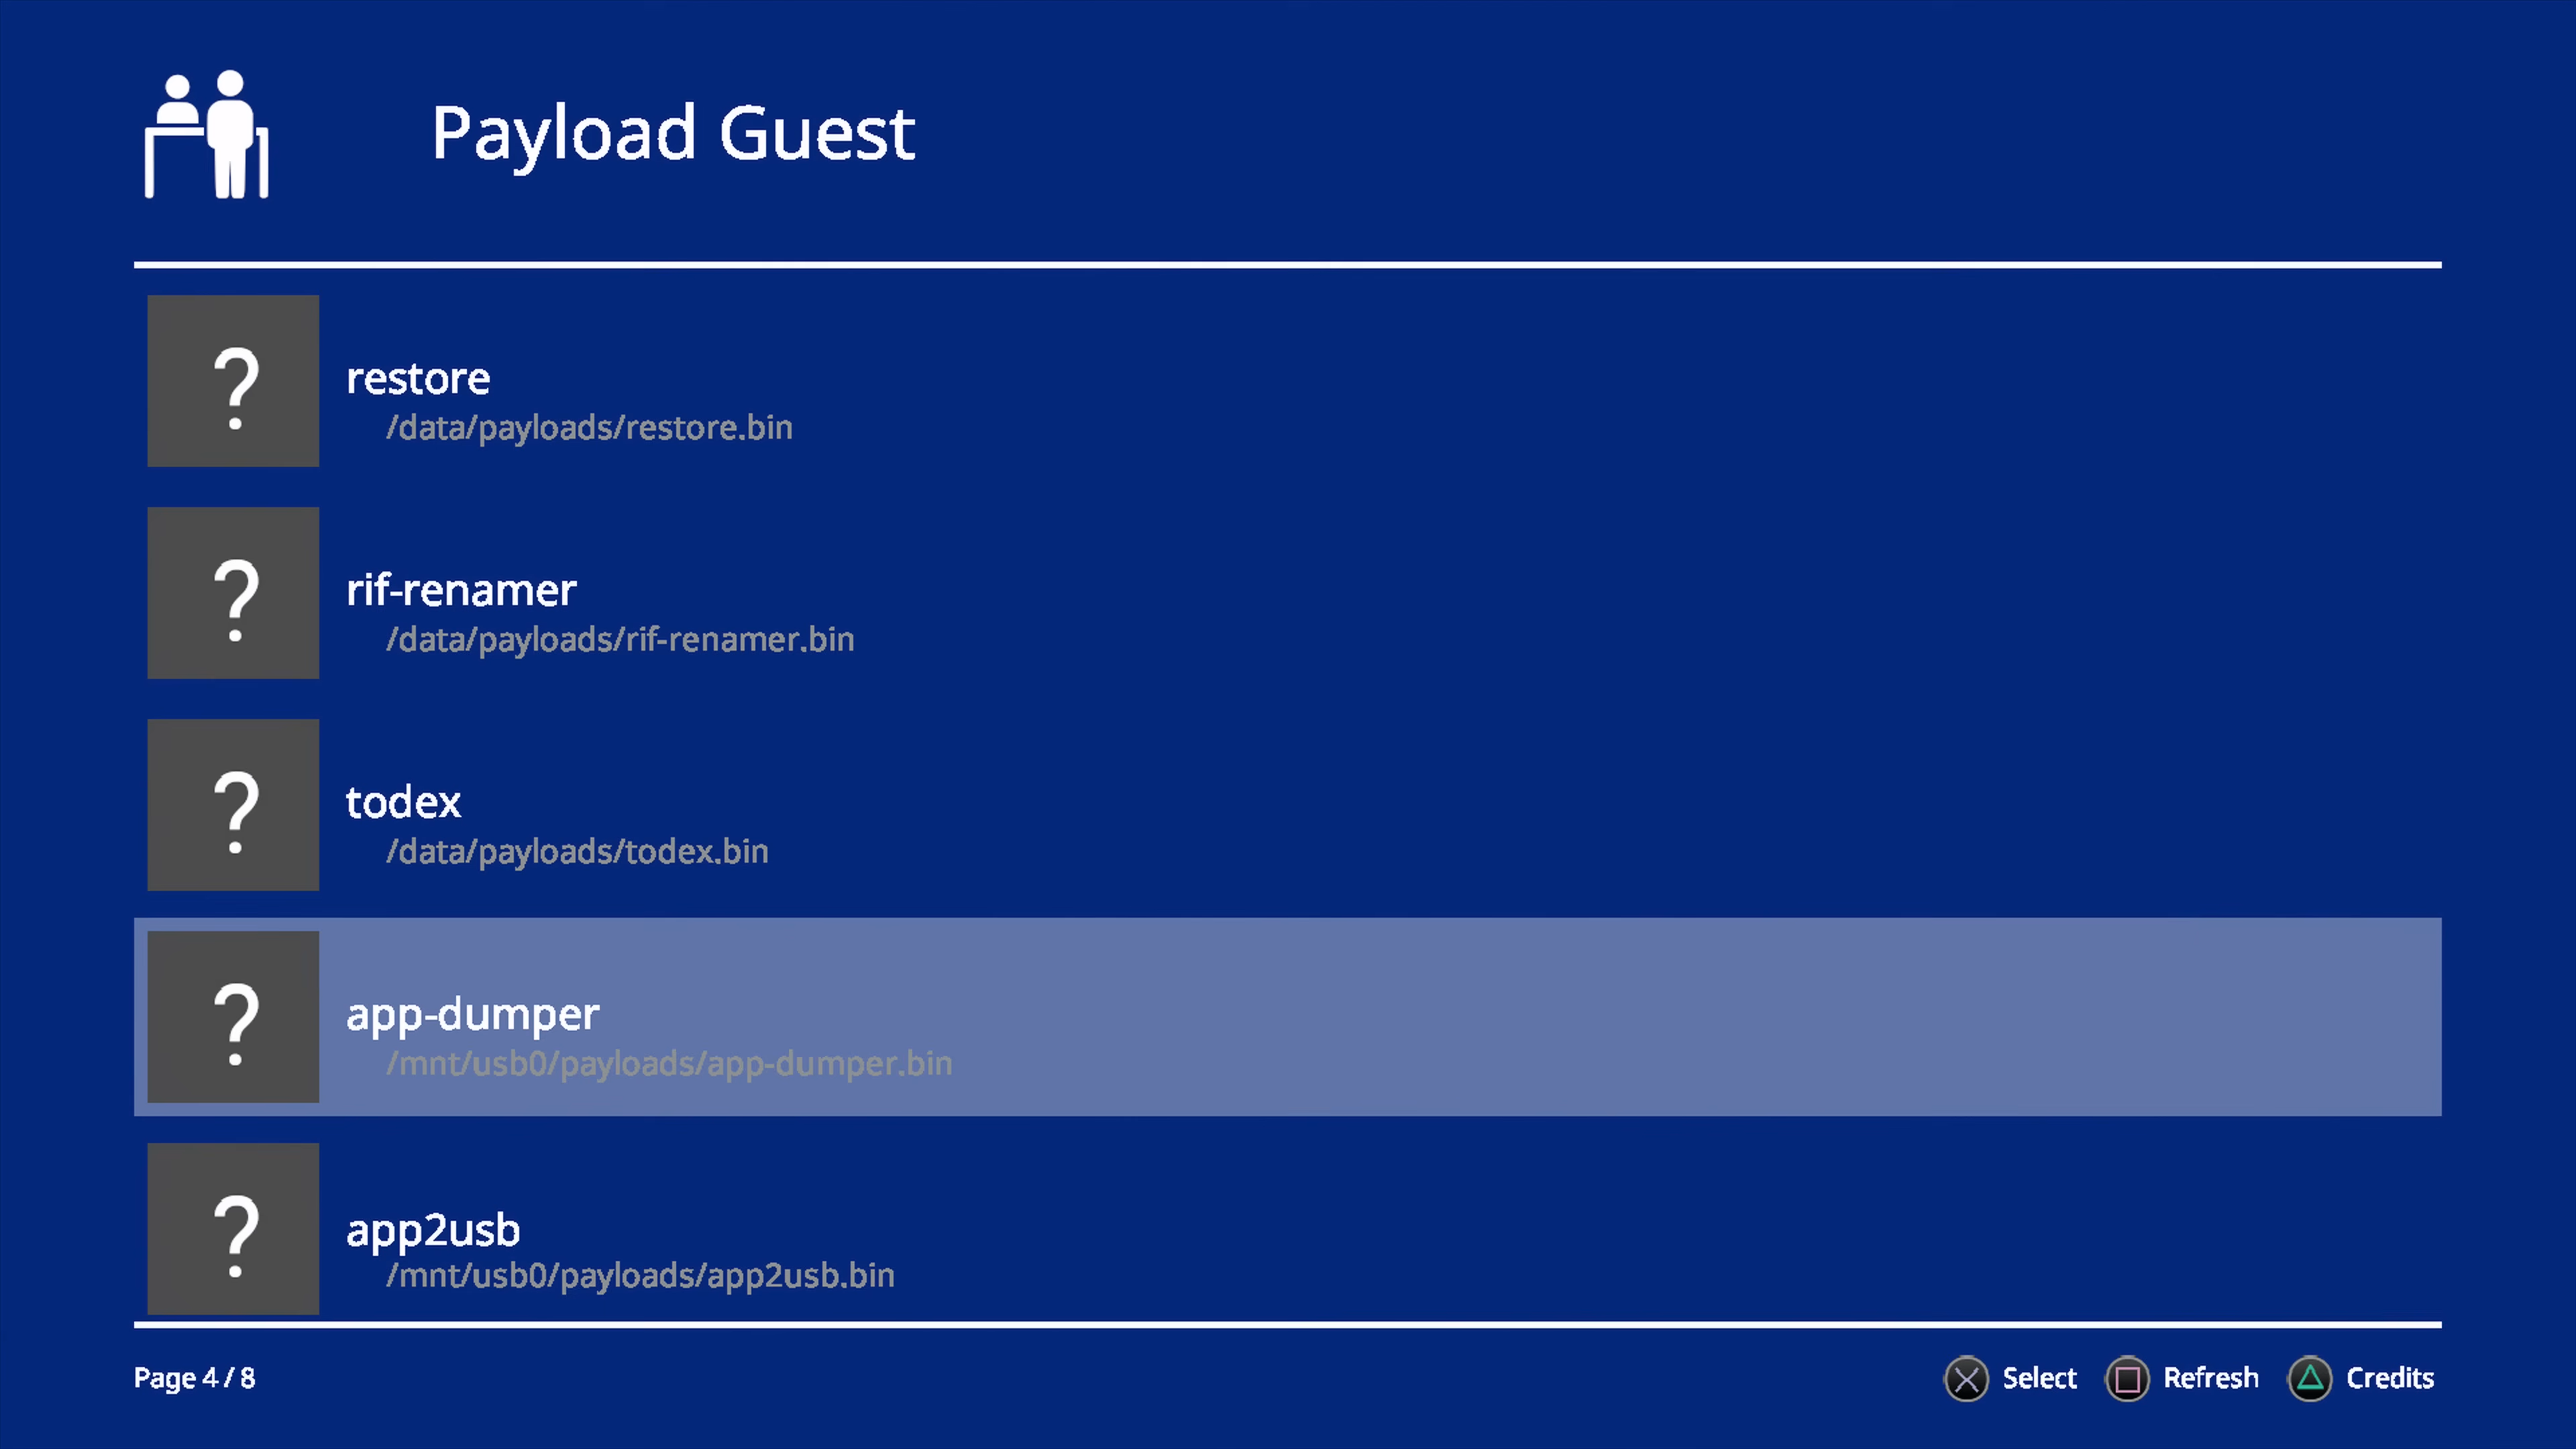 Payload Guest
?
restore
/data/payloads/restore.bin
?
rif-renamer
/data/payloads/rif-renamer.bin
?
todex
/data/payloads/todex.bin
?
app-dumper
/mnt/usb0/payloads/app-dumper.bin
?
app2usb
/mnt/usb0/payloads/app2usb.bin
Page 4 / 8 Select Refresh Credits